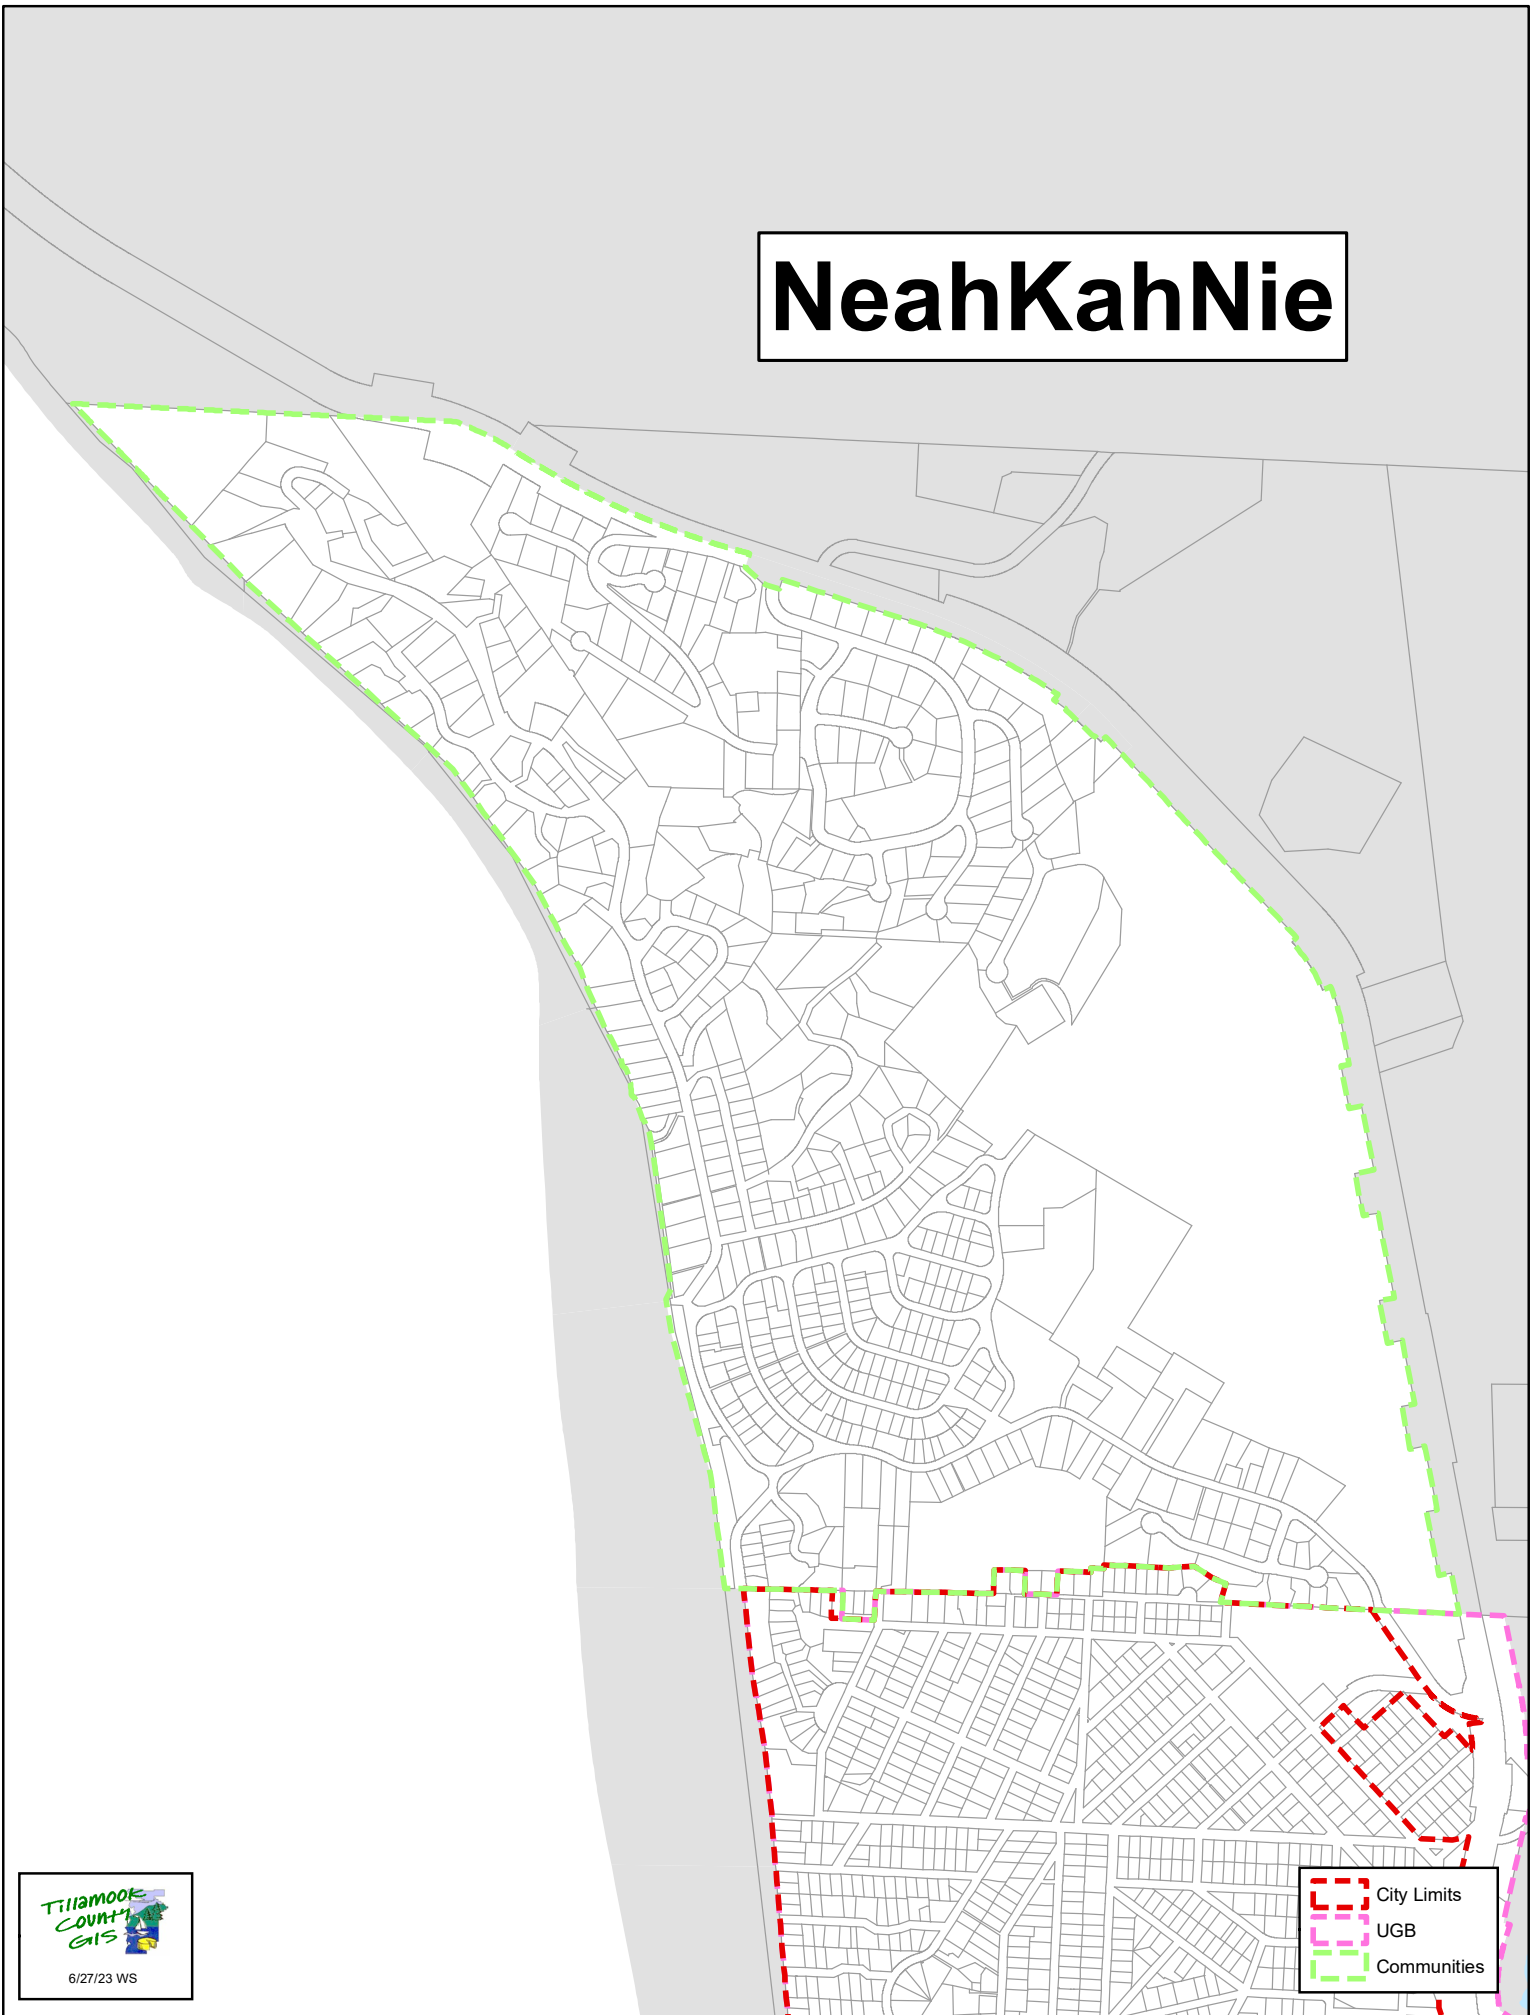 NeahKahNie
City Limits
UGB
Communities
Tillamook
County
GIS
6/27/23 WS